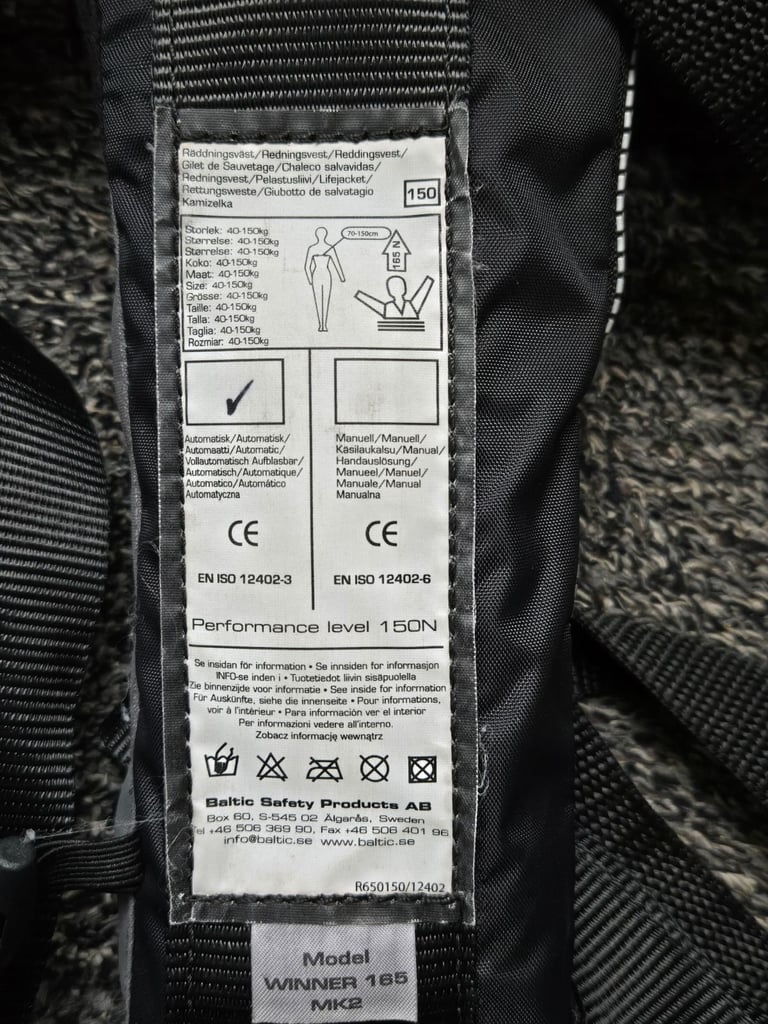 Räddningsväst/Redningsvest/Reddingsvest/
Gilet de Sauvetage/Chaleco salvavidas/
Redningsvest/Pelastusliivi/Lifejacket/
Rettungsweste/Giubotto de salvatagio
Kamizelka
150
Storlek: 40-150kg
Størrelse: 40-150kg
Størrelse: 40-150kg
Koko: 40-150kg
Maat: 40-150kg
Size: 40-150kg
Grösse: 40-150kg
Taille: 40-150kg
Talla: 40-150kg
Taglia: 40-150kg
Rozmiar: 40-150kg
70-150cm
165 N
Automatisk/Automatisk/
Automaatti/Automatic/
Vollautomatisch Aufblasbar/
Automatisch/Automatique/
Automatico/Automático
Automatyczna
CE
EN ISO 12402-3
Manuell/Manuell/
Käsilaukalsu/Manual/
Handauslösung/
Manueel/Manuel/
Manuale/Manual
Manualna
CE
EN ISO 12402-6
Performance level 150N
Se insidan för information • Se innsiden for informasjon
INFO-se inden i • Tuotetiedot liivin sisäpuolella
Zie binnenzijde voor informatie • See inside for information
Für Auskünfte, siehe die innenseite • Pour informations,
voir à l'intérieur • Para información ver el interior
Per informazioni vedere all'interno.
Zobacz informację wewnątrz
Baltic Safety Products AB
Box 60, S-545 02 Älgarås, Sweden
Tel +46 506 369 90, Fax +46 506 401 96
info@baltic.se www.baltic.se
R650150/12402
Model
WINNER 165
MK2